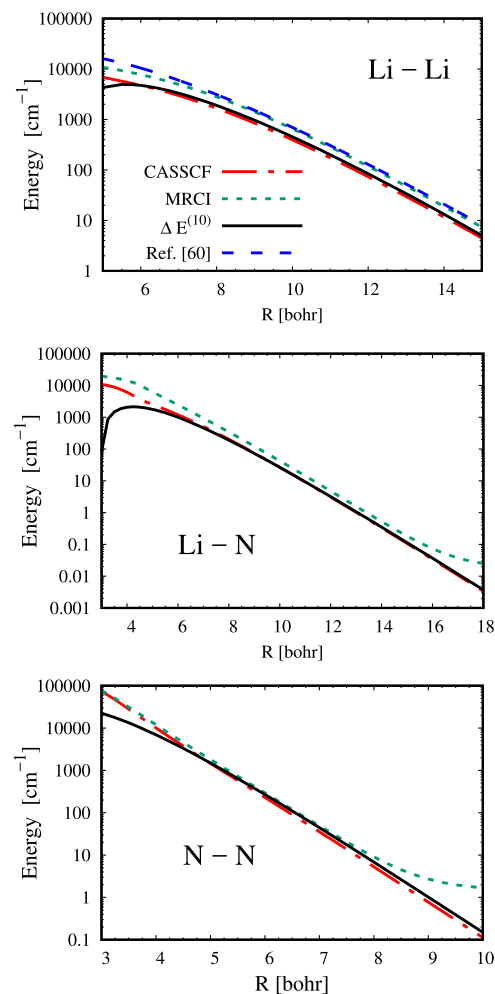 100000
10000
1000
100
10
1
Energy [cm⁻¹]
Li − Li
CASSCF
MRCI
Δ E⁽¹⁰⁾
Ref. [60]
6 8 10 12 14
R [bohr]
100000
10000
1000
100
10
1
0.1
0.01
0.001
Energy [cm⁻¹]
Li − N
4 6 8 10 12 14 16 18
R [bohr]
100000
10000
1000
100
10
1
0.1
Energy [cm⁻¹]
N − N
3 4 5 6 7 8 9 10
R [bohr]